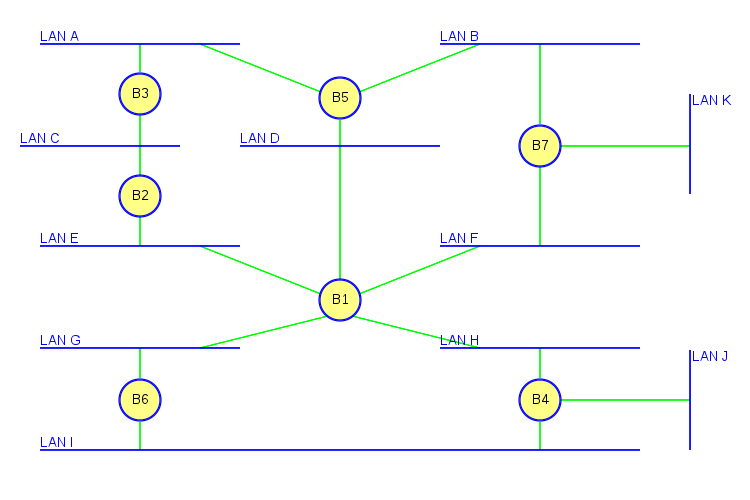 LAN A
LAN B
B3
B5
LAN K
LAN C
LAN D
B7
B2
LAN E
LAN F
B1
LAN G
LAN H
LAN J
B6
B4
LAN I